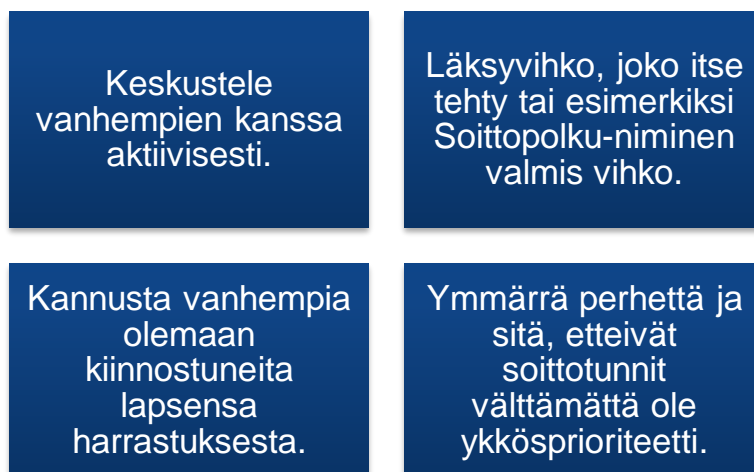 Keskustele
vanhempien kanssa
aktiivisesti.
Läksyvihko, joko itse
tehty tai esimerkiksi
Soittopolku-niminen
valmis vihko.
Kannusta vanhempia
olemaan
kiinnostuneita
lapsensa
harrastuksesta.
Ymmärrä perhettä ja
sitä, etteivät
soittotunnit
välttämättä ole
ykkösprioriteetti.